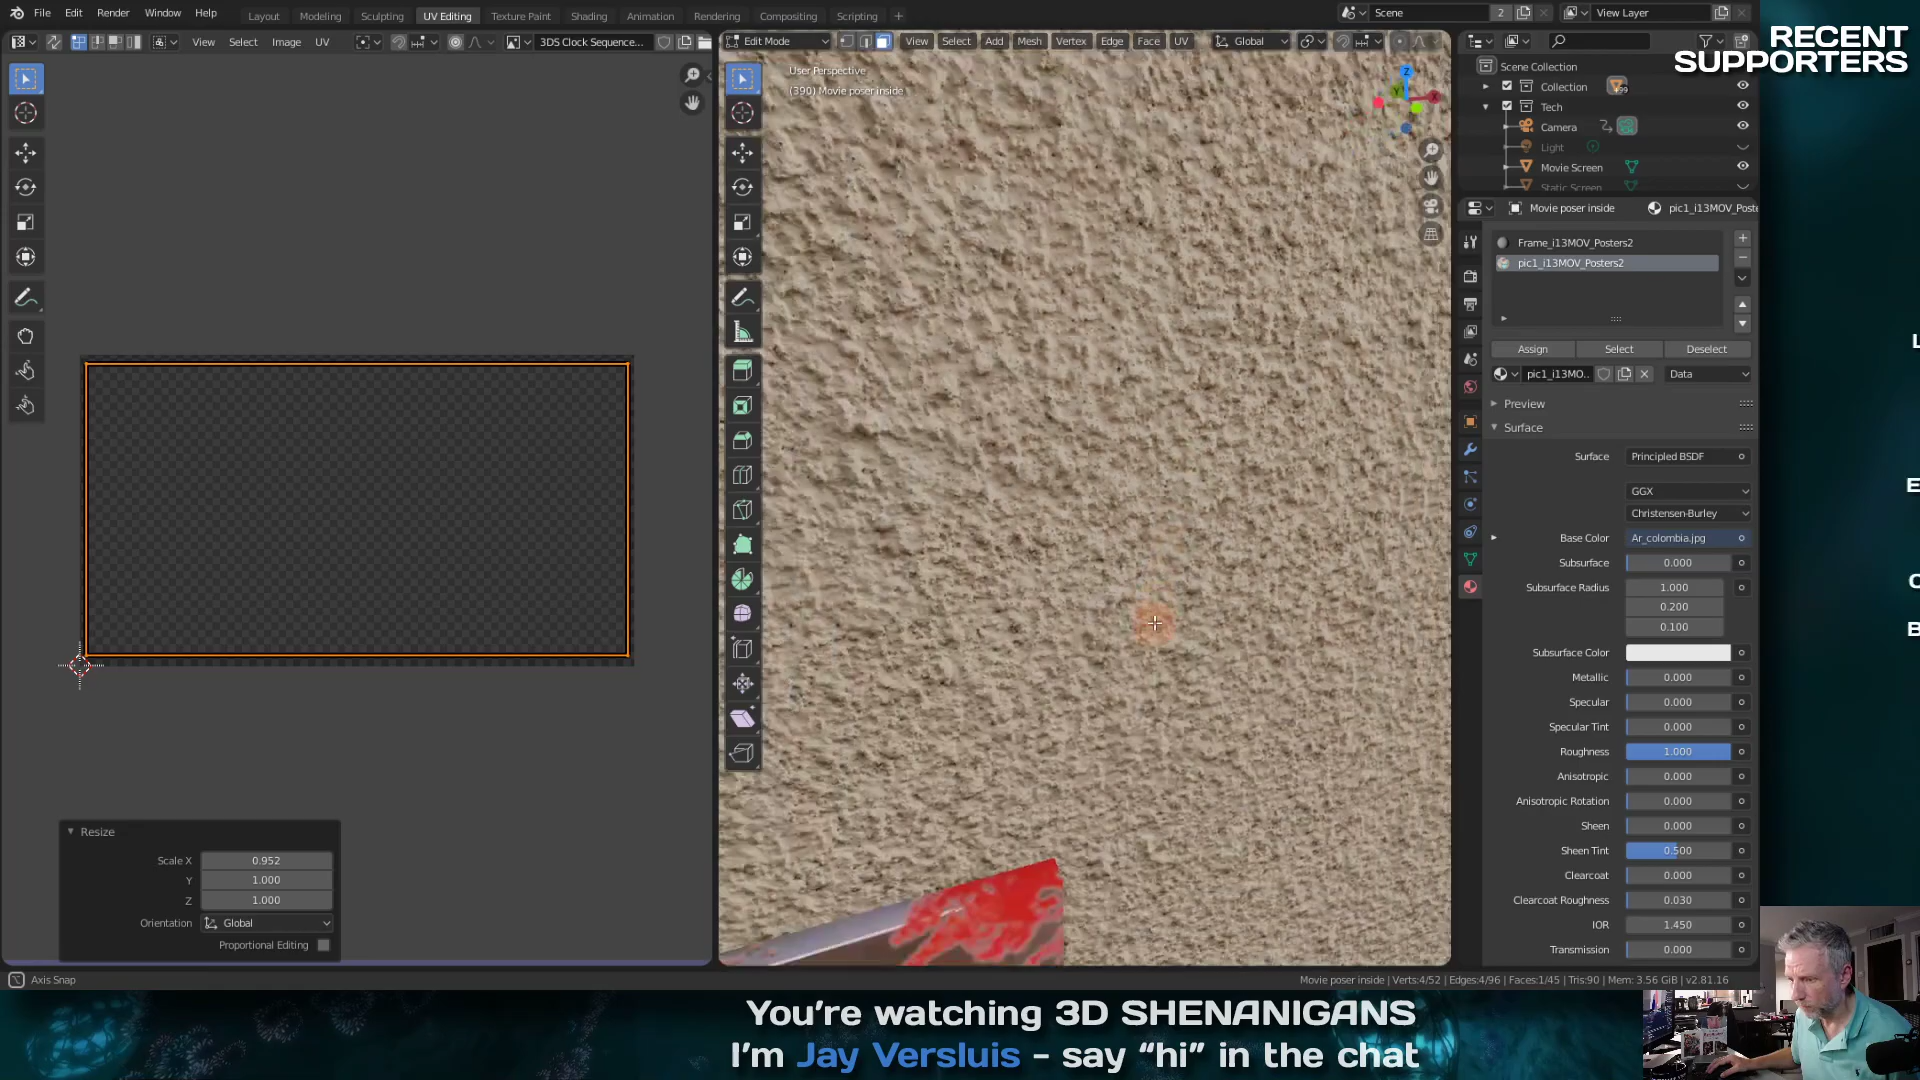 File Edit Render Window Help
Layout Modeling Sculpting UV Editing Texture Paint Shading Animation Rendering Compositing Scripting +
Scene 2
View Layer
View Select Image UV
3DS Clock Sequence...
Edit Mode
View Select Add Mesh Vertex Edge Face UV
Global
User Perspective
(390) Movie poser inside
Z
Y
X
RECENT
SUPPORTERS
Scene Collection
Collection
99
Tech
Camera
Light
Movie Screen
Static Screen
Movie poser inside
pic1_i13MOV_Poste
Frame_i13MOV_Posters2
pic1_i13MOV_Posters2
Assign Select Deselect
pic1_i13MO..
Data
Preview
Surface
Surface Principled BSDF
GGX
Christensen-Burley
Base Color Ar_colombia.jpg
Subsurface 0.000
Subsurface Radius 1.000
0.200
0.100
Subsurface Color
Metallic 0.000
Specular 0.000
Specular Tint 0.000
Roughness 1.000
Anisotropic 0.000
Anisotropic Rotation 0.000
Sheen 0.000
Sheen Tint 0.500
Clearcoat 0.000
Clearcoat Roughness 0.030
IOR 1.450
Transmission 0.000
L
E
C
B
Resize
Scale X 0.952
Y 1.000
Z 1.000
Orientation Global
Proportional Editing
Axis Snap
Movie poser inside | Verts:4/52 | Edges:4/96 | Faces:1/45 | Tris:90 | Mem: 3.56 GiB | v2.81.16
You're watching 3D SHENANIGANS
I'm Jay Versluis – say “hi” in the chat